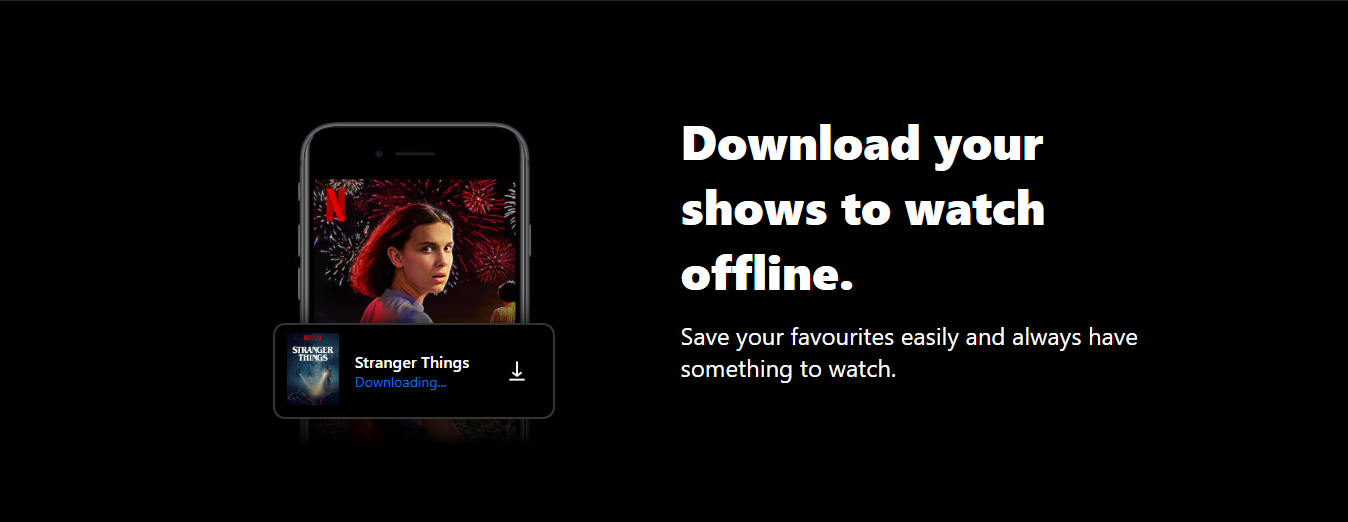 Download your
shows to watch
offline.
Save your favourites easily and always have
something to watch.
N
NETFLIX
STRANGER
THINGS
Stranger Things
Downloading...